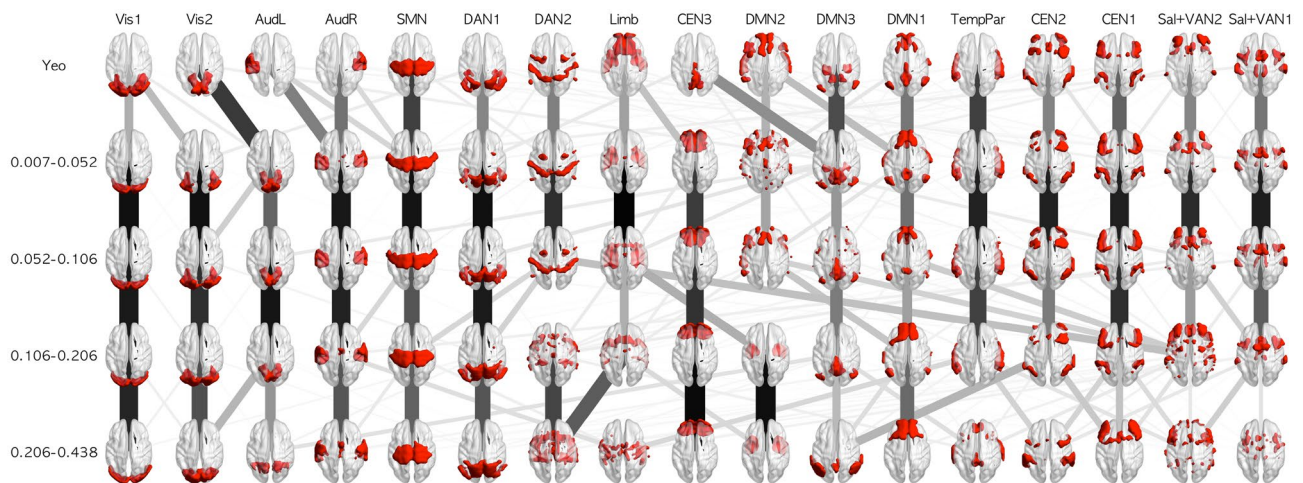 Vis1 Vis2 AudL AudR SMN DAN1 DAN2 Limb CEN3 DMN2 DMN3 DMN1 TempPar CEN2 CEN1 Sal+VAN2 Sal+VAN1
Yeo
0.007-0.052
0.052-0.106
0.106-0.206
0.206-0.438